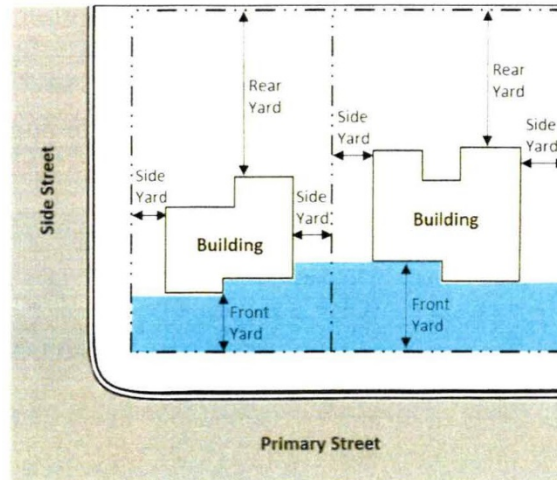 Rear
Yard
Rear
Yard
Side
Yard
Side
Yard
Side
Yard
Side
Yard
Side Street
Building
Building
Front
Yard
Front
Yard
Primary Street